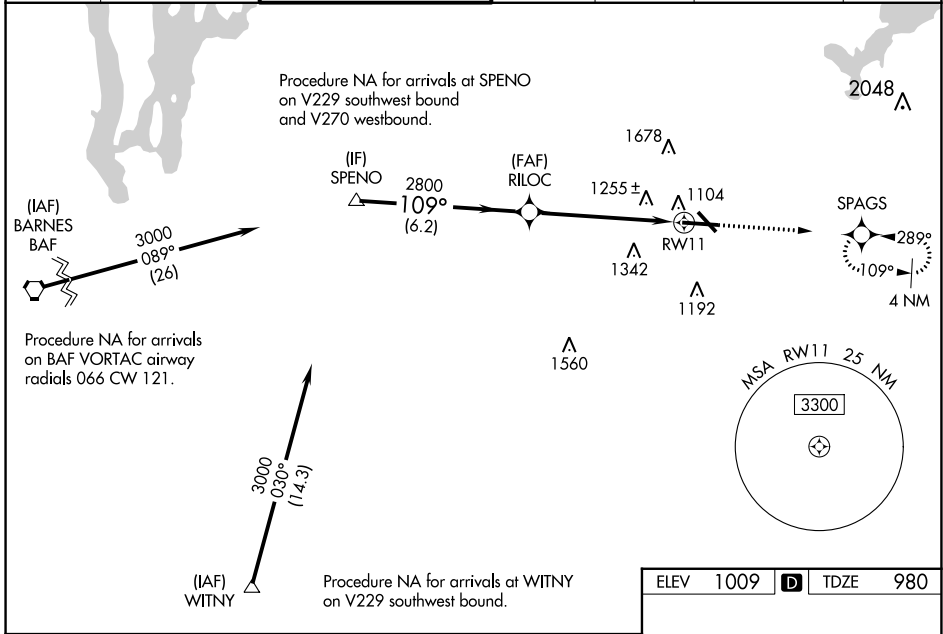 Procedure NA for arrivals at SPENO
on V229 southwest bound
and V270 westbound.
2048
1678
(IF)
SPENO
2800
109°
(6.2)
(FAF)
RILOC
1255 ±
1104
RW11
SPAGS
289°
109°
4 NM
(IAF)
BARNES
BAF
3000
089°
(26)
1342
1192
1560
Procedure NA for arrivals
on BAF VORTAC airway
radials 066 CW 121.
MSA RW11 25 NM
3300
3000
030°
(14.3)
(IAF)
WITNY
Procedure NA for arrivals at WITNY
on V229 southwest bound.
ELEV 1009 D TDZE 980